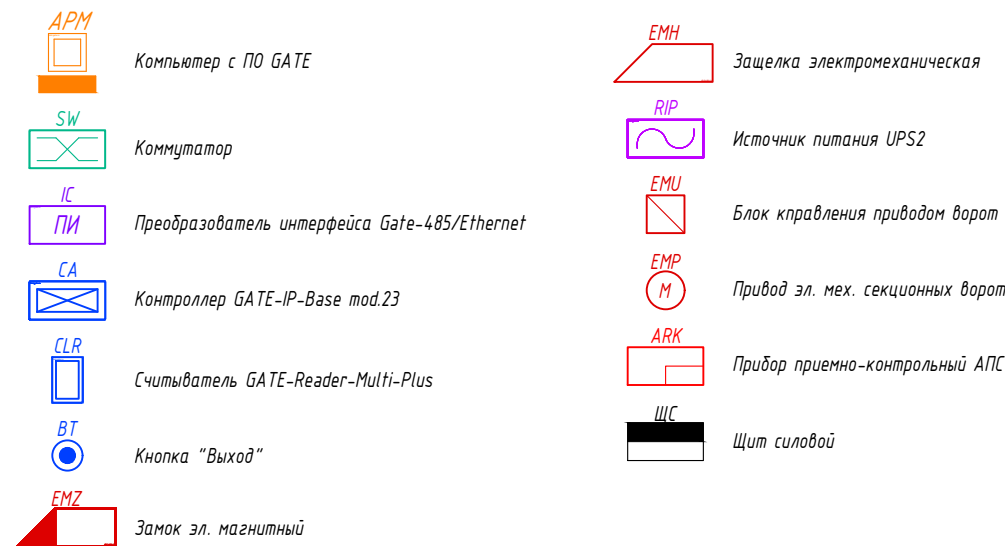 АРМ
Компьютер с ПО GATE
SW
Коммутатор
IC
ПИ
Преобразователь интерфейса Gate-485/Ethernet
CA
Контроллер GATE-IP-Base mod.23
CLR
Считыватель GATE-Reader-Multi-Plus
BT
Кнопка "Выход"
EMZ
Замок эл. магнитный
EMH
Защелка электромеханическая
RIP
Источник питания UPS2
EMU
Блок кправления приводом ворот
EMP
М
Привод эл. мех. секционных ворот
ARK
Прибор приемно-контрольный АПС
ЩС
Щит силовой